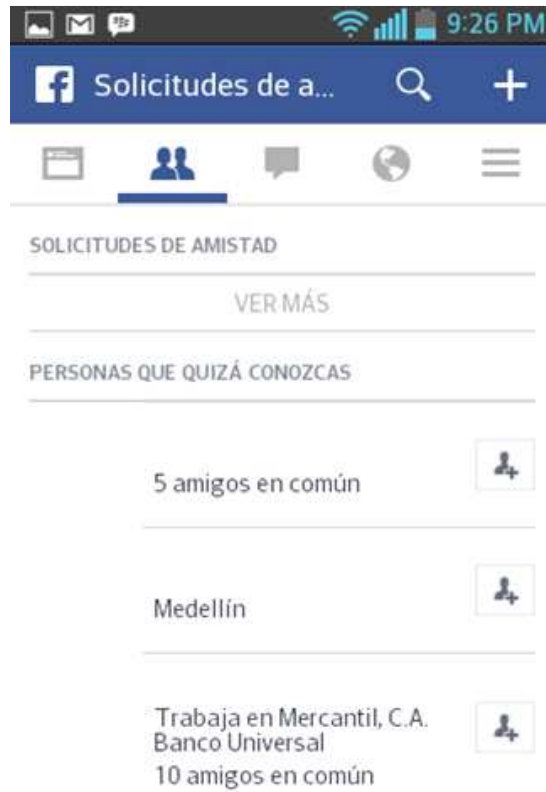 9:26 PM
f Solicitudes de a...
SOLICITUDES DE AMISTAD
VER MÁS
PERSONAS QUE QUIZÁ CONOZCAS
5 amigos en común
Medellín
Trabaja en Mercantil, C.A.
Banco Universal
10 amigos en común